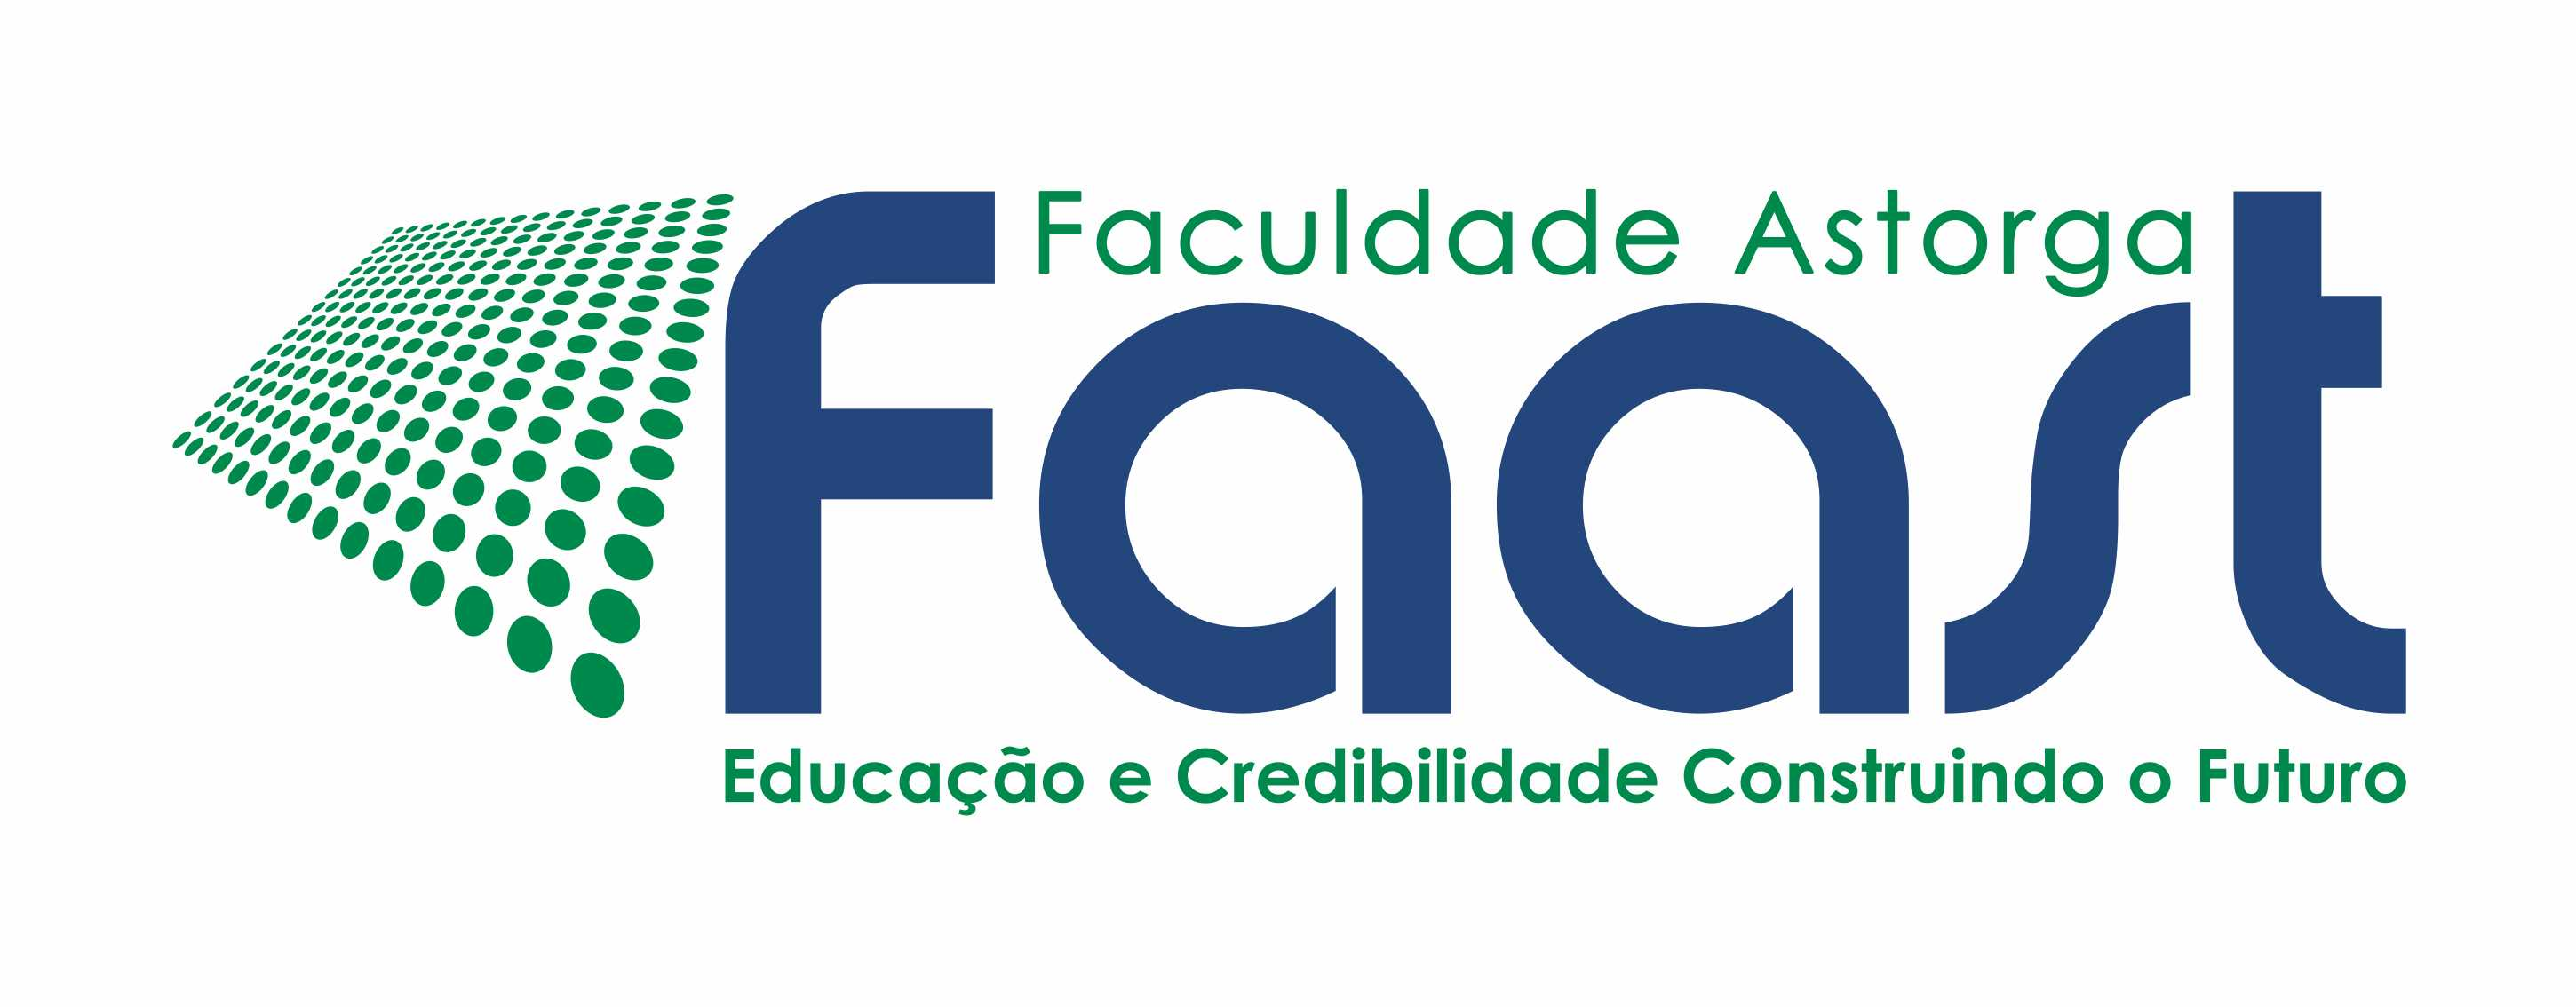 Faculdade Astorga
Faast
Educação e Credibilidade Construindo o Futuro